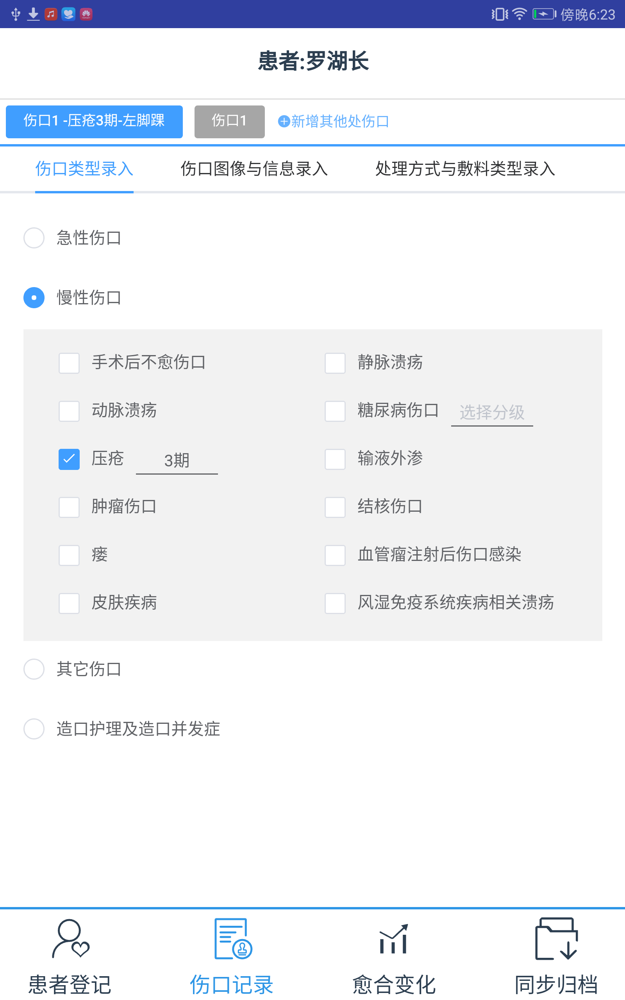 傍晚6:23
患者:罗湖长
伤口1 -压疮3期-左脚踝 伤口1 新增其他处伤口
伤口类型录入 伤口图像与信息录入 处理方式与敷料类型录入
急性伤口
慢性伤口
手术后不愈伤口 静脉溃疡
动脉溃疡 糖尿病伤口 选择分级
压疮 3期 输液外渗
肿瘤伤口 结核伤口
瘘 血管瘤注射后伤口感染
皮肤疾病 风湿免疫系统疾病相关溃疡
其它伤口
造口护理及造口并发症
患者登记 伤口记录 愈合变化 同步归档